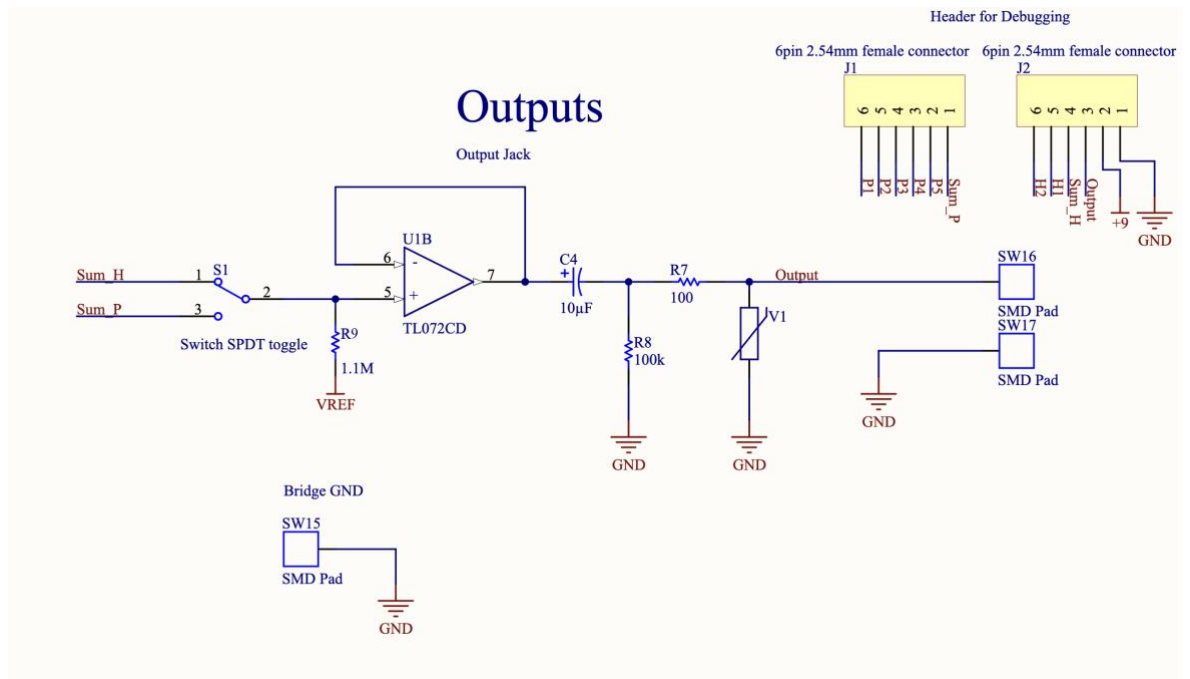 Header for Debugging
6pin 2.54mm female connector
6pin 2.54mm female connector
J1
J2
6 5 4 3 2 1
6 5 4 3 2 1
P1 P2 P3 P4 P5 Sum_P
H2 H1 Sum_H Output
+9
GND
Outputs
Output Jack
U1B
6
-
7
5
+
TL072CD
Sum_H
1
S1
2
Sum_P
3
Switch SPDT toggle
R9
1.1M
VREF
C4
+
10µF
R7
100
Output
R8
100k
V1
GND
GND
SW16
SMD Pad
SW17
SMD Pad
GND
Bridge GND
SW15
SMD Pad
GND